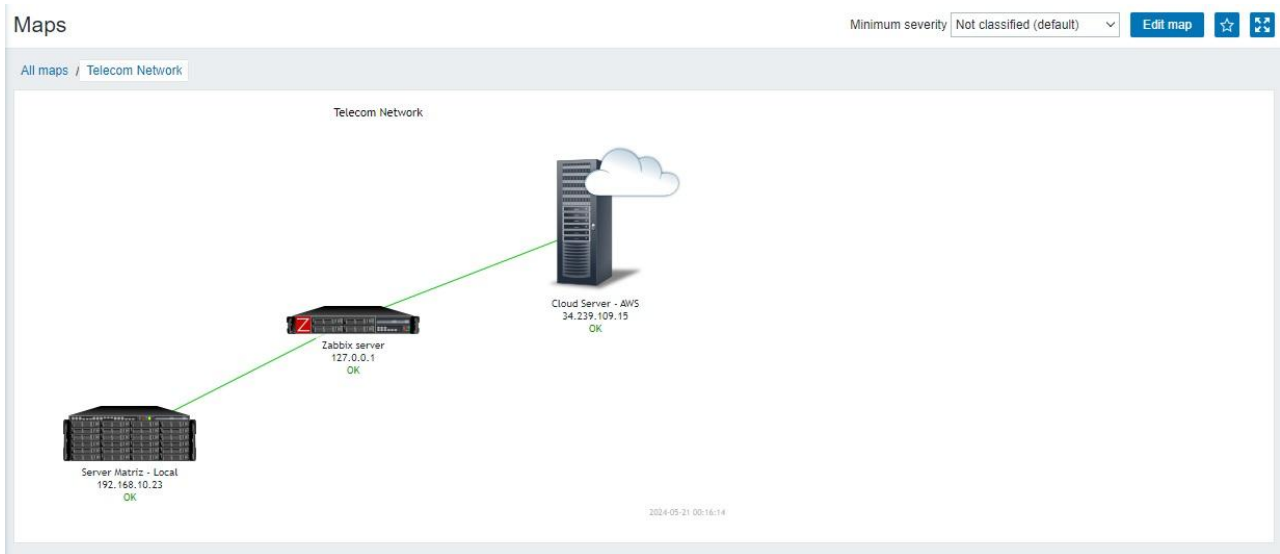 Maps
Minimum severity Not classified (default) Edit map
All maps / Telecom Network
Telecom Network
Cloud Server - AWS
34.239.109.15
OK
Z
Zabbix server
127.0.0.1
OK
Server Matriz - Local
192.168.10.23
OK
2024-05-21 00:16:14